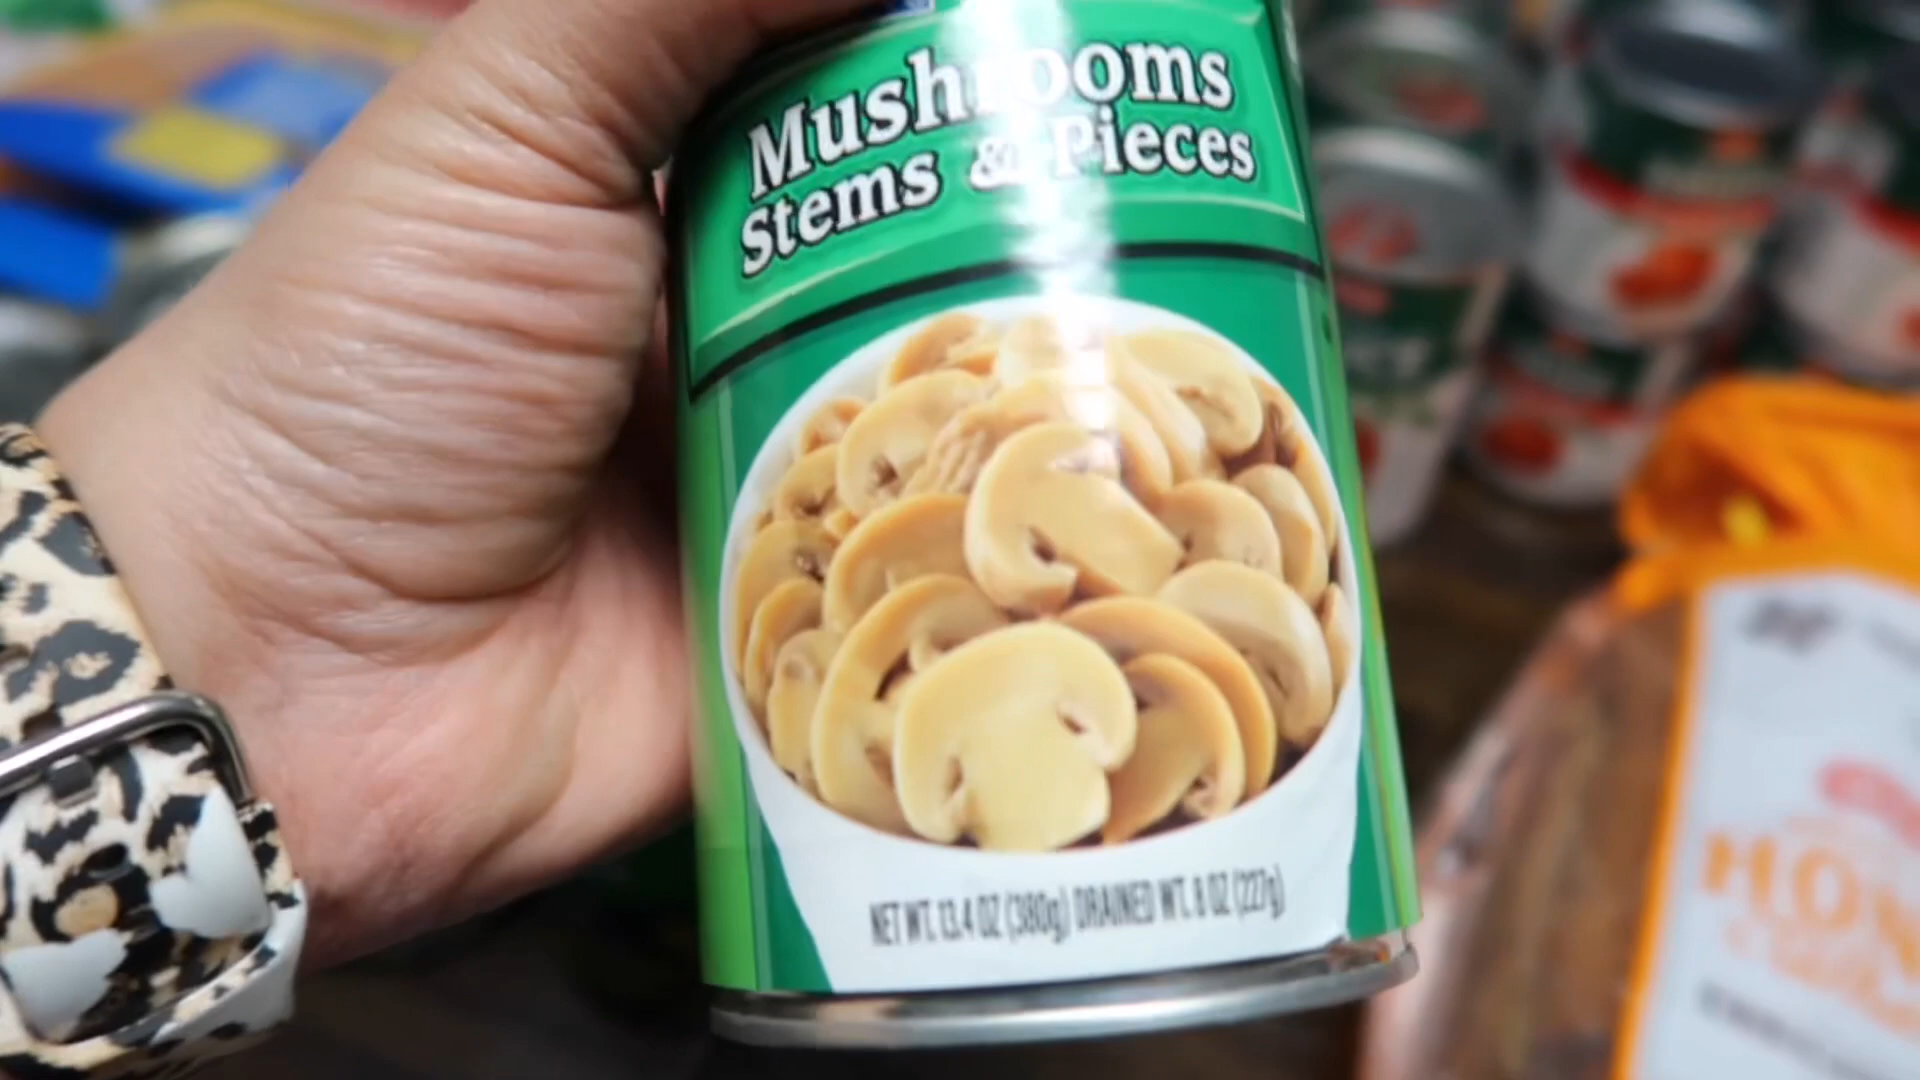 Mushrooms
Stems & Pieces
NET WT. 13.4 OZ (380g) DRAINED WT. 8 OZ (227g)